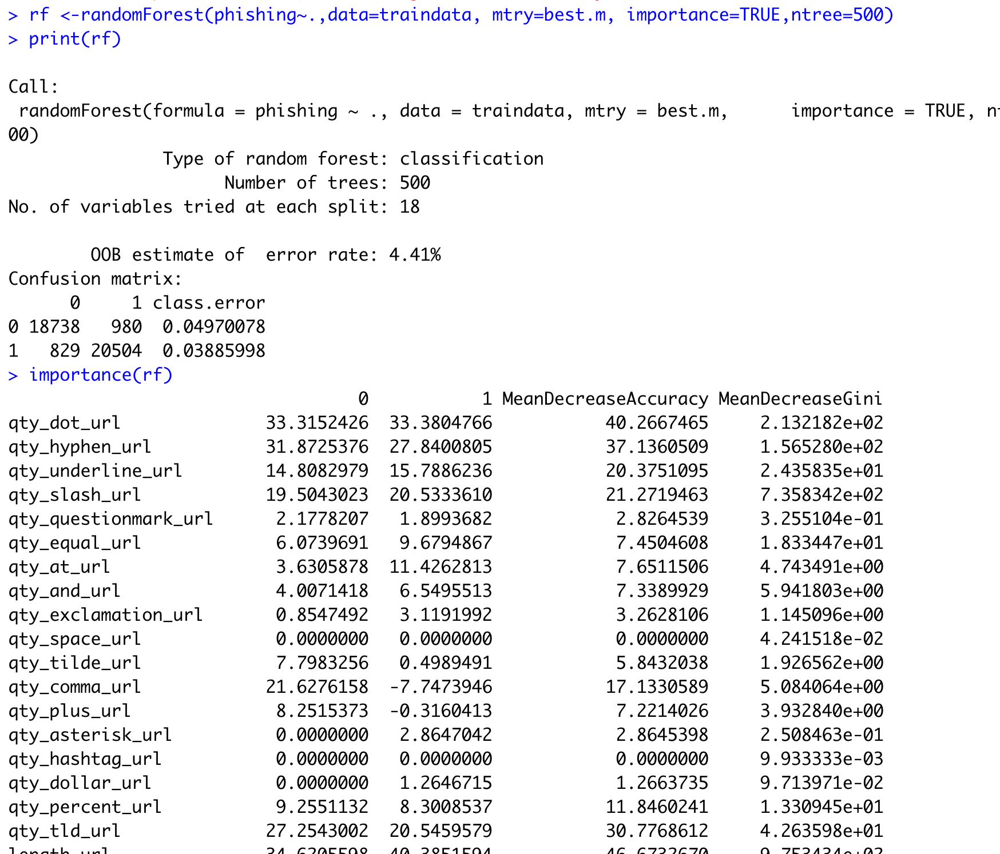 > rf <-randomForest(phishing~.,data=traindata, mtry=best.m, importance=TRUE,ntree=500)
> print(rf)
Call:
 randomForest(formula = phishing ~ ., data = traindata, mtry = best.m,      importance = TRUE, nt
00)
               Type of random forest: classification
                     Number of trees: 500
No. of variables tried at each split: 18
        OOB estimate of  error rate: 4.41%
Confusion matrix:
      0     1 class.error
0 18738   980  0.04970078
1   829 20504  0.03885998
> importance(rf)
                                  0           1 MeanDecreaseAccuracy MeanDecreaseGini
qty_dot_url              33.3152426  33.3804766           40.2667465     2.132182e+02
qty_hyphen_url           31.8725376  27.8400805           37.1360509     1.565280e+02
qty_underline_url        14.8082979  15.7886236           20.3751095     2.435835e+01
qty_slash_url            19.5043023  20.5333610           21.2719463     7.358342e+02
qty_questionmark_url      2.1778207   1.8993682            2.8264539     3.255104e-01
qty_equal_url             6.0739691   9.6794867            7.4504608     1.833447e+01
qty_at_url                3.6305878  11.4262813            7.6511506     4.743491e+00
qty_and_url               4.0071418   6.5495513            7.3389929     5.941803e+00
qty_exclamation_url       0.8547492   3.1191992            3.2628106     1.145096e+00
qty_space_url             0.0000000   0.0000000            0.0000000     4.241518e-02
qty_tilde_url             7.7983256   0.4989491            5.8432038     1.926562e+00
qty_comma_url            21.6276158  -7.7473946           17.1330589     5.084064e+00
qty_plus_url              8.2515373  -0.3160413            7.2214026     3.932840e+00
qty_asterisk_url          0.0000000   2.8647042            2.8645398     2.508463e-01
qty_hashtag_url           0.0000000   0.0000000            0.0000000     9.933333e-03
qty_dollar_url            0.0000000   1.2646715            1.2663735     9.713971e-02
qty_percent_url           9.2551132   8.3008537           11.8460241     1.330945e+01
qty_tld_url              27.2543002  20.5459579           30.7768612     4.263598e+01
length_url               34.6205598  40.3851594           46.6732670     9.753434e+02